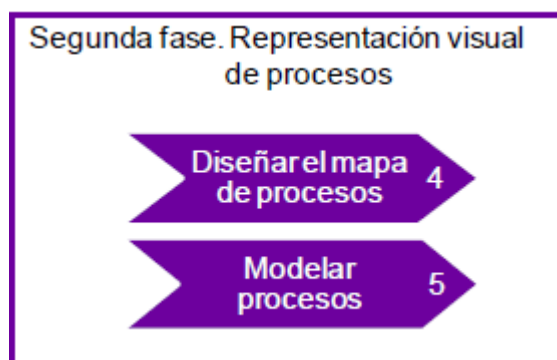 Segunda fase. Representación visual
de procesos
Diseñar el mapa
de procesos
4
Modelar
procesos
5